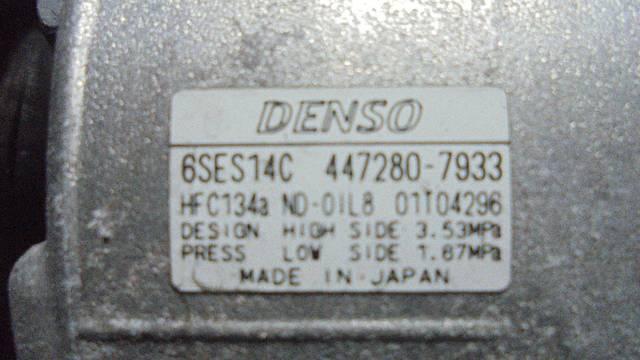 DENSO
6SES14C 447280-7933
HFC134a ND-OIL8 01T04296
DESIGN HIGH SIDE 3.53MPa
PRESS LOW SIDE 1.87MPa
MADE IN JAPAN